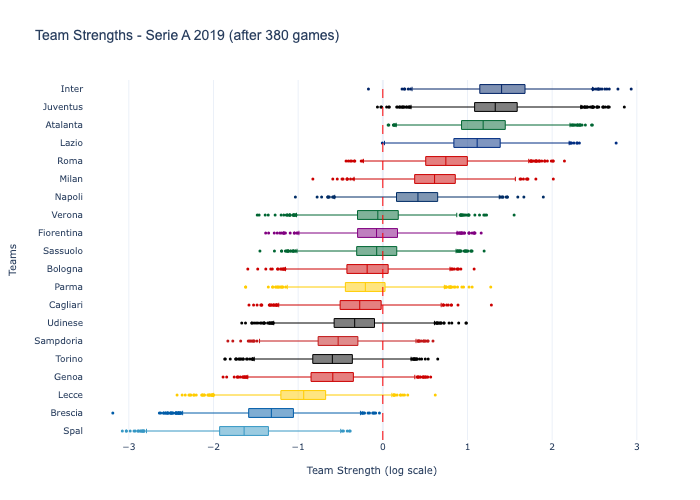 Team Strengths - Serie A 2019 (after 380 games)
Inter
Juventus
Atalanta
Lazio
Roma
Milan
Napoli
Verona
Fiorentina
Sassuolo
Bologna
Parma
Cagliari
Udinese
Sampdoria
Torino
Genoa
Lecce
Brescia
Spal
Teams
−3 −2 −1 0 1 2 3
Team Strength (log scale)